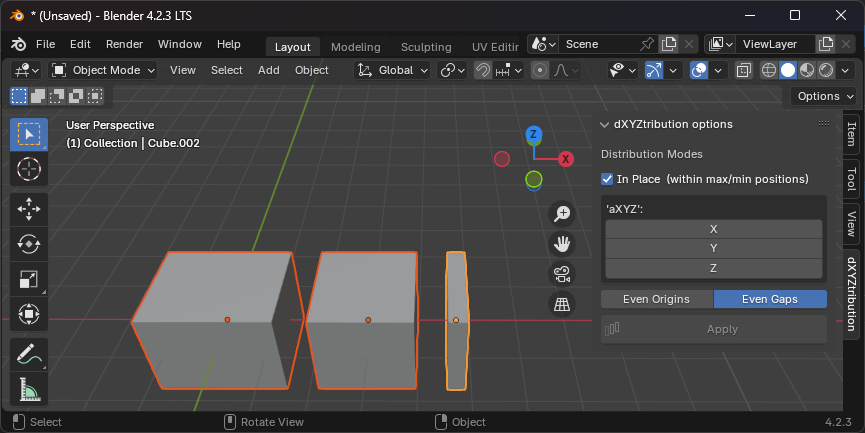 * (Unsaved) - Blender 4.2.3 LTS
File Edit Render Window Help Layout Modeling Sculpting UV Editir Scene ViewLayer
Object Mode View Select Add Object Global
Options
User Perspective
(1) Collection | Cube.002
Z
X
dXYZtribution options
Distribution Modes
In Place (within max/min positions)
'aXYZ':
X
Y
Z
Even Origins Even Gaps
Apply
Item
Tool
View
dXYZtribution
Select Rotate View Object 4.2.3